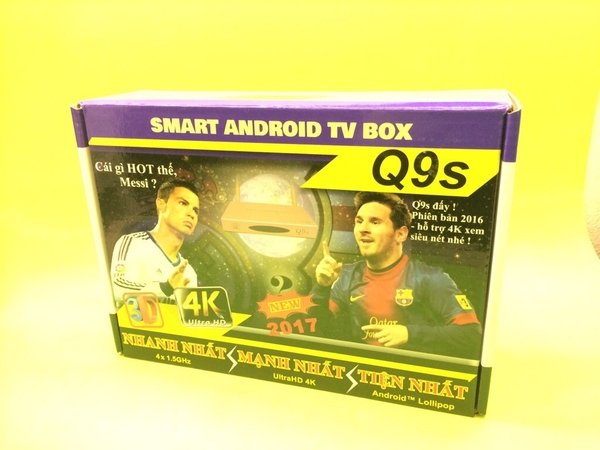 SMART ANDROID TV BOX
Q9s
Cái gì HOT thế,
Messi ?
Q9s đấy !
Phiên bản 2016
- hỗ trợ 4K xem
siêu nét nhé !
Q9s
3D
4K
Ultra HD
NEW
2017
Qatar
NHANH NHẤT
MẠNH NHẤT
TIỆN NHẤT
4 x 1.5GHz
UltraHD 4K
Android™ Lollipop